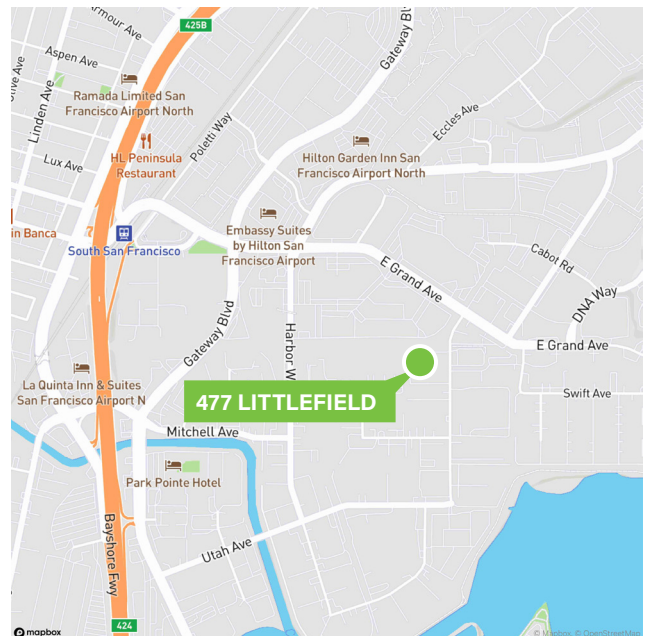 425B
Armour Ave
Aspen Ave
Gateway Blvd
Ramada Limited San
Francisco Airport North
Linden Ave
Eccles Ave
Poletti Way
HL Peninsula
Restaurant
Lux Ave
Hilton Garden Inn San
Francisco Airport North
South San Francisco
Embassy Suites
by Hilton San
Francisco Airport
Cabot Rd
E Grand Ave
DNA Way
Gateway Blvd
E Grand Ave
La Quinta Inn & Suites
San Francisco Airport N
477 LITTLEFIELD
Swift Ave
Mitchell Ave
Park Pointe Hotel
Bayshore Fwy
Utah Ave
424
mapbox
© Mapbox, © OpenStreetMap